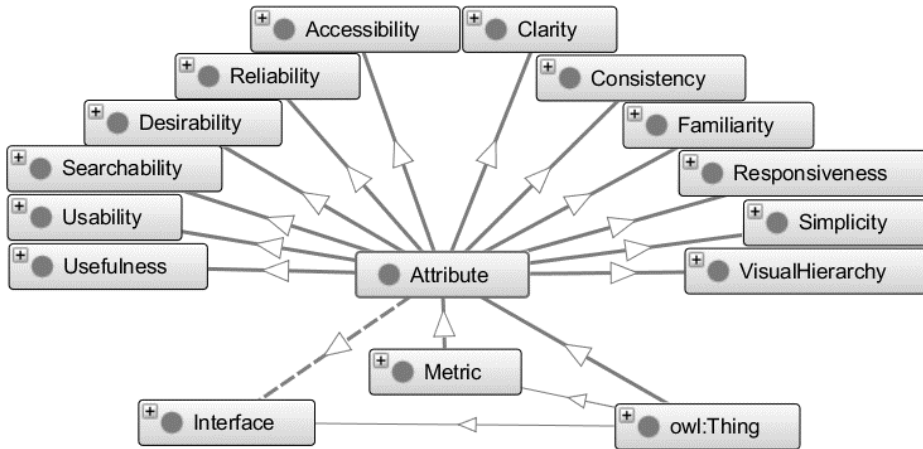 Accessibility
Clarity
Reliability
Consistency
Desirability
Familiarity
Searchability
Responsiveness
Usability
Simplicity
Usefulness
Attribute
VisualHierarchy
Metric
Interface
owl:Thing